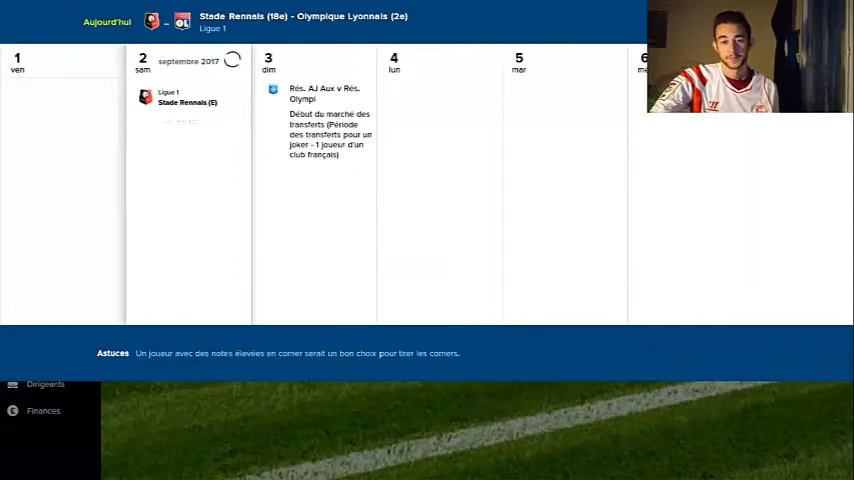 Aujourd'hui
Stade Rennais (18e) - Olympique Lyonnais (2e)
Ligue 1
OL
1
ven
2
sam
septembre 2017
3
dim
4
lun
5
mar
6
Ligue 1
Stade Rennais (E)
Rés. AJ Aux v Rés.
Olympi
Début du marché des
transferts (Période
des transferts pour un
joker - 1 joueur d'un
club français)
Astuces Un joueur avec des notes élevées en corner serait un bon choix pour tirer les corners.
Dirigeants
Finances